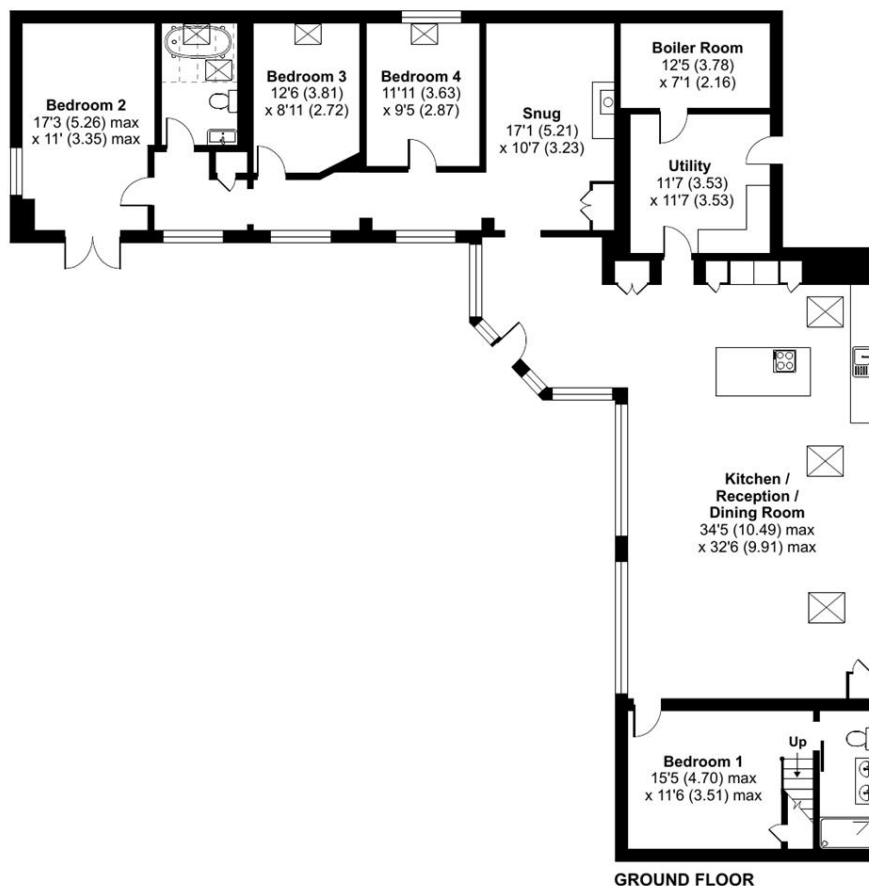 Boiler Room
12'5 (3.78)
x 7'1 (2.16)
Bedroom 2
17'3 (5.26) max
x 11' (3.35) max
Bedroom 3
12'6 (3.81)
x 8'11 (2.72)
Bedroom 4
11'11 (3.63)
x 9'5 (2.87)
Snug
17'1 (5.21)
x 10'7 (3.23)
Utility
11'7 (3.53)
x 11'7 (3.53)
Kitchen /
Reception /
Dining Room
34'5 (10.49) max
x 32'6 (9.91) max
Bedroom 1
15'5 (4.70) max
x 11'6 (3.51) max
Up
GROUND FLOOR